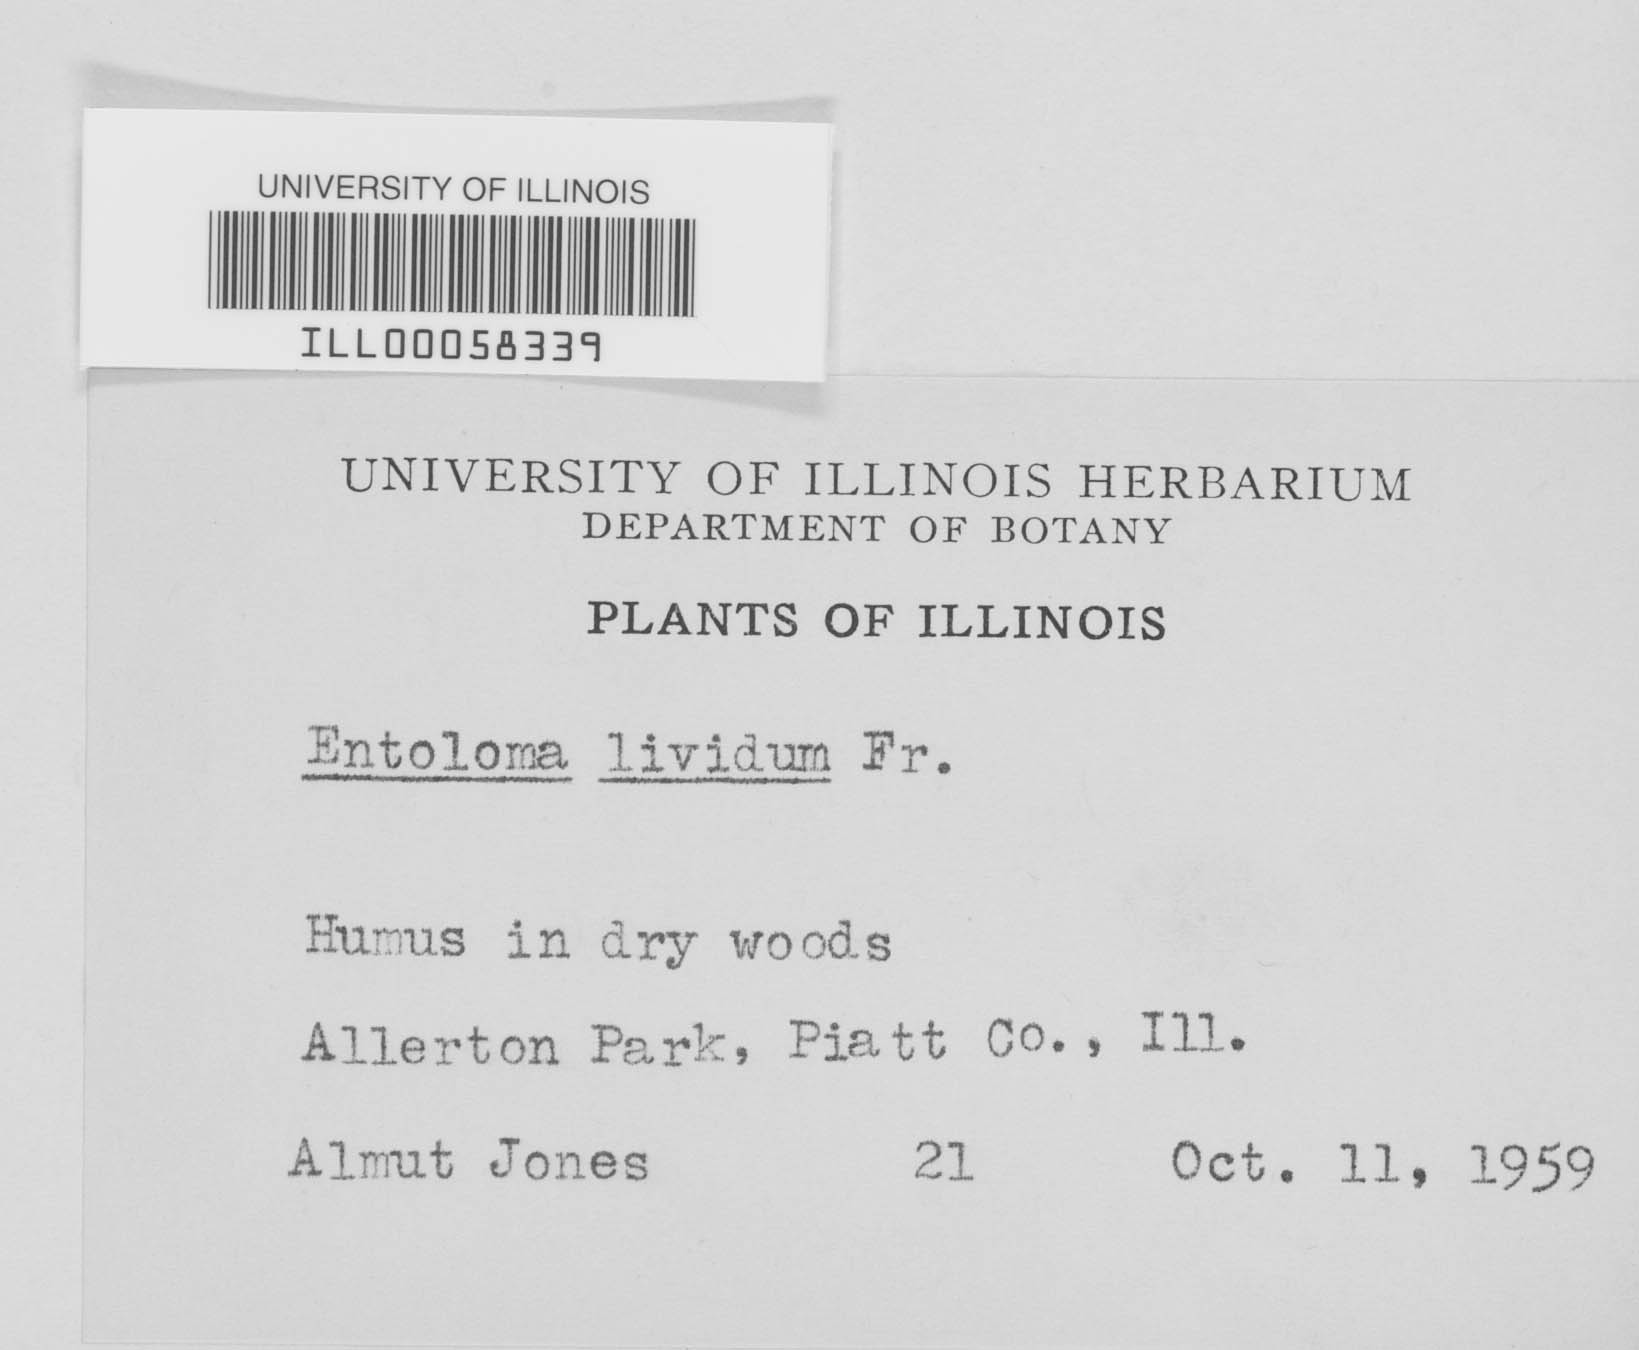 UNIVERSITY OF ILLINOIS
ILL00058339
UNIVERSITY OF ILLINOIS HERBARIUM
DEPARTMENT OF BOTANY
PLANTS OF ILLINOIS
Entoloma lividum Fr.
Humus in dry woods
Allerton Park, Piatt Co., Ill.
Almut Jones 21 Oct. 11, 1959